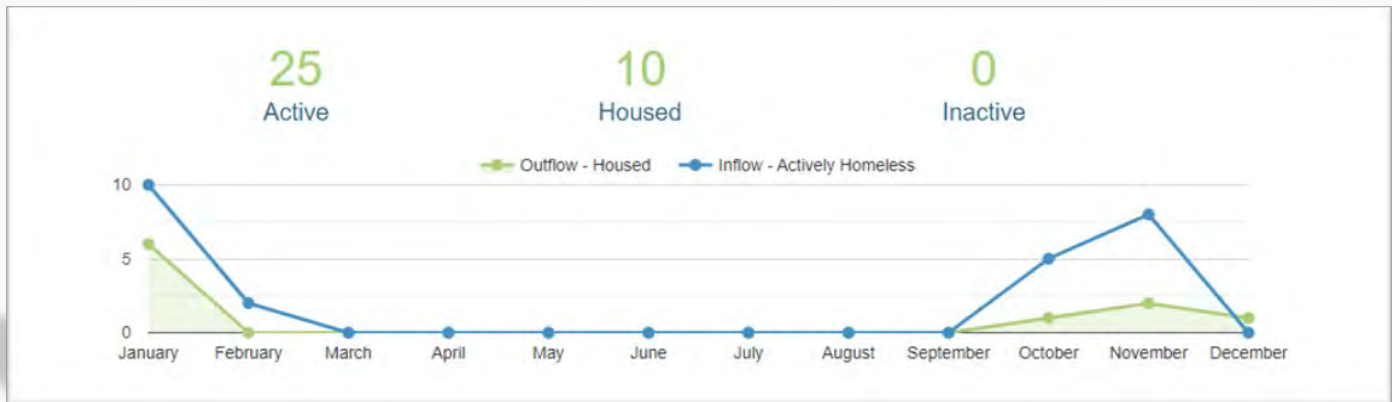 25 10 0
Active Housed Inactive
Outflow - Housed Inflow - Actively Homeless
10
5
0
January February March April May June July August September October November December